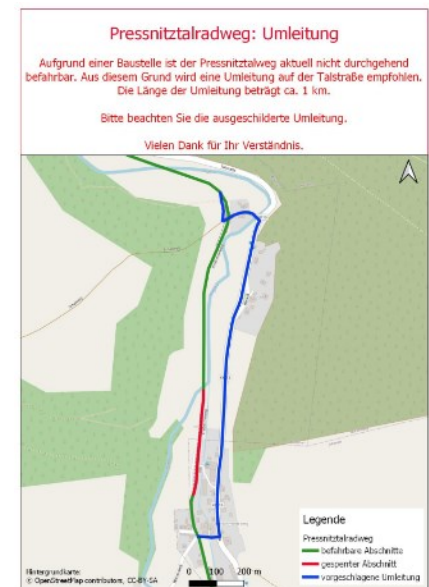 Pressnitztalradweg: Umleitung
Aufgrund einer Baustelle ist der Pressnitztalweg aktuell nicht durchgehend
befahrbar. Aus diesem Grund wird eine Umleitung auf der Talstraße empfohlen.
Die Länge der Umleitung beträgt ca. 1 km.
Bitte beachten Sie die ausgeschilderte Umleitung.
Vielen Dank für Ihr Verständnis.
Legende
Pressnitztalradweg
befahrbare Abschnitte
gesperrter Abschnitt
vorgeschlagene Umleitung
Hintergrundkarte:
© OpenStreetMap contributors, CC-BY-SA
0 100 200 m